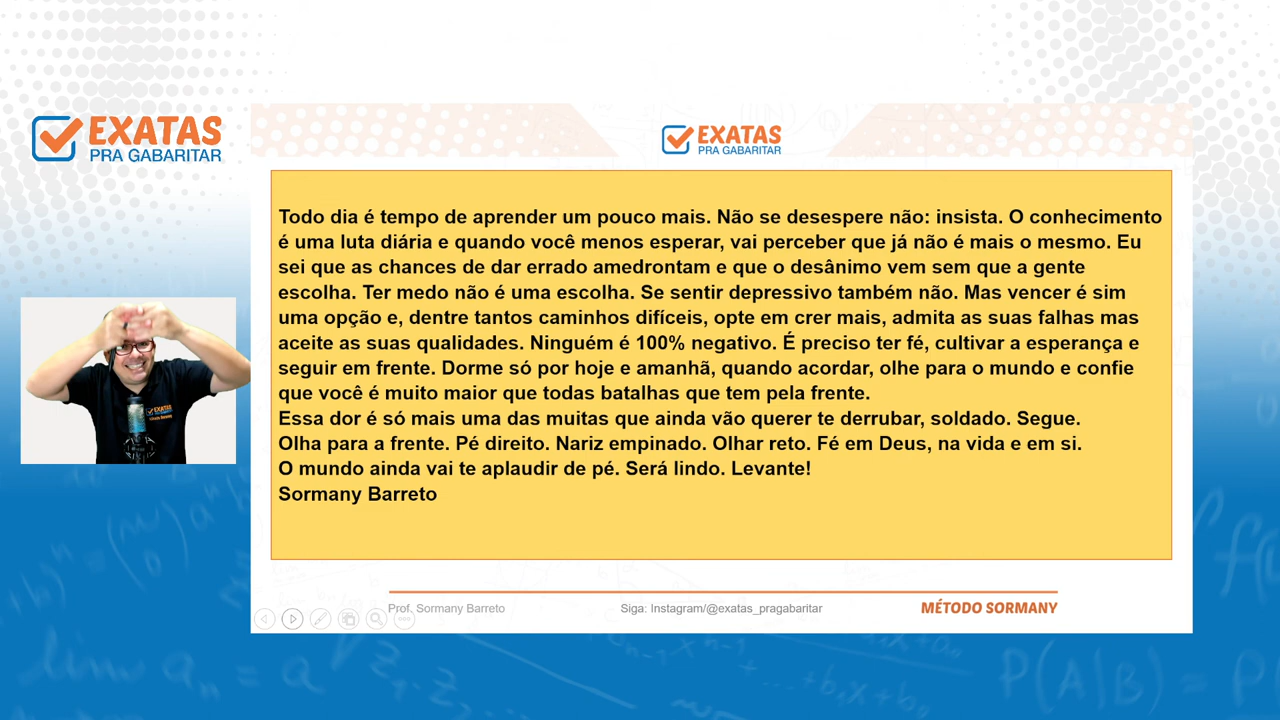 EXATAS
PRA GABARITAR
EXATAS
PRA GABARITAR
Todo dia é tempo de aprender um pouco mais. Não se desespere não: insista. O conhecimento
é uma luta diária e quando você menos esperar, vai perceber que já não é mais o mesmo. Eu
sei que as chances de dar errado amedrontam e que o desânimo vem sem que a gente
escolha. Ter medo não é uma escolha. Se sentir depressivo também não. Mas vencer é sim
uma opção e, dentre tantos caminhos difíceis, opte em crer mais, admita as suas falhas mas
aceite as suas qualidades. Ninguém é 100% negativo. É preciso ter fé, cultivar a esperança e
seguir em frente. Dorme só por hoje e amanhã, quando acordar, olhe para o mundo e confie
que você é muito maior que todas batalhas que tem pela frente.
Essa dor é só mais uma das muitas que ainda vão querer te derrubar, soldado. Segue.
Olha para a frente. Pé direito. Nariz empinado. Olhar reto. Fé em Deus, na vida e em si.
O mundo ainda vai te aplaudir de pé. Será lindo. Levante!
Sormany Barreto
Prof. Sormany Barreto
Siga: Instagram/@exatas_pragabaritar
MÉTODO SORMANY
lim aₙ = a
P(A|B) =